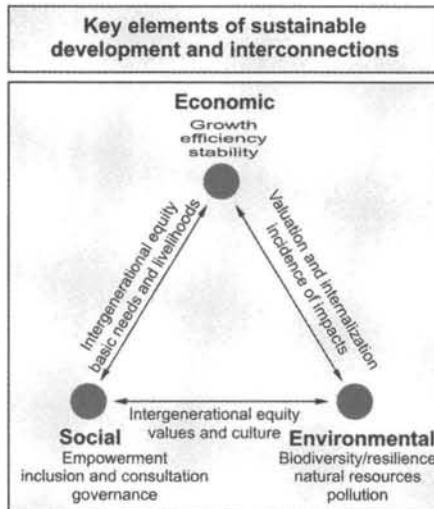 Key elements of sustainable
development and interconnections
Economic
Growth
efficiency
stability
Intergenerational equity
basic needs and livelihoods
Valuation and internalization
incidence of impacts
Intergenerational equity
values and culture
Social
Empowerment
inclusion and consultation
governance
Environmental
Biodiversity/resilience
natural resources
pollution